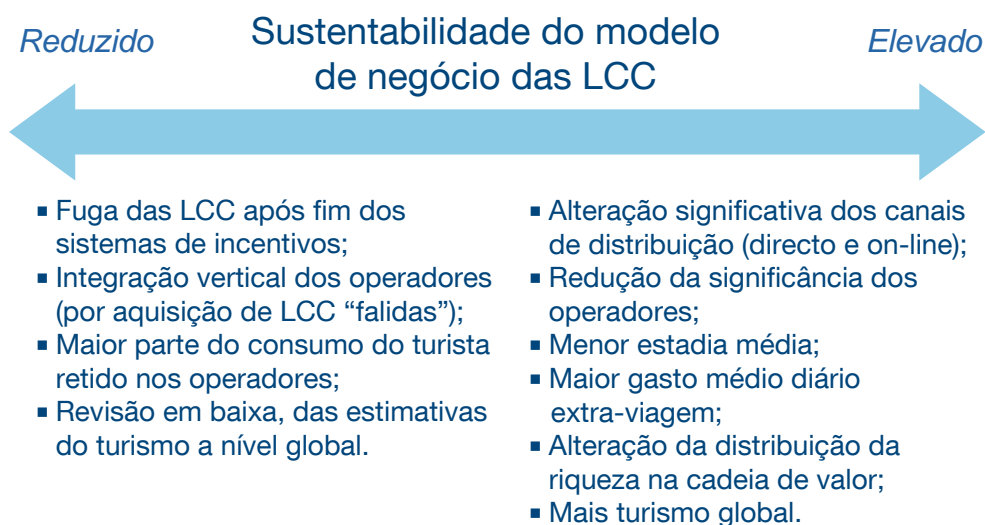 Reduzido
Sustentabilidade do modelo
de negócio das LCC
Elevado
▪ Fuga das LCC após fim dos
sistemas de incentivos;
▪ Integração vertical dos operadores
(por aquisição de LCC “falidas”);
▪ Maior parte do consumo do turista
retido nos operadores;
▪ Revisão em baixa, das estimativas
do turismo a nível global.
▪ Alteração significativa dos canais
de distribuição (directo e on-line);
▪ Redução da significância dos
operadores;
▪ Menor estadia média;
▪ Maior gasto médio diário
extra-viagem;
▪ Alteração da distribuição da
riqueza na cadeia de valor;
▪ Mais turismo global.